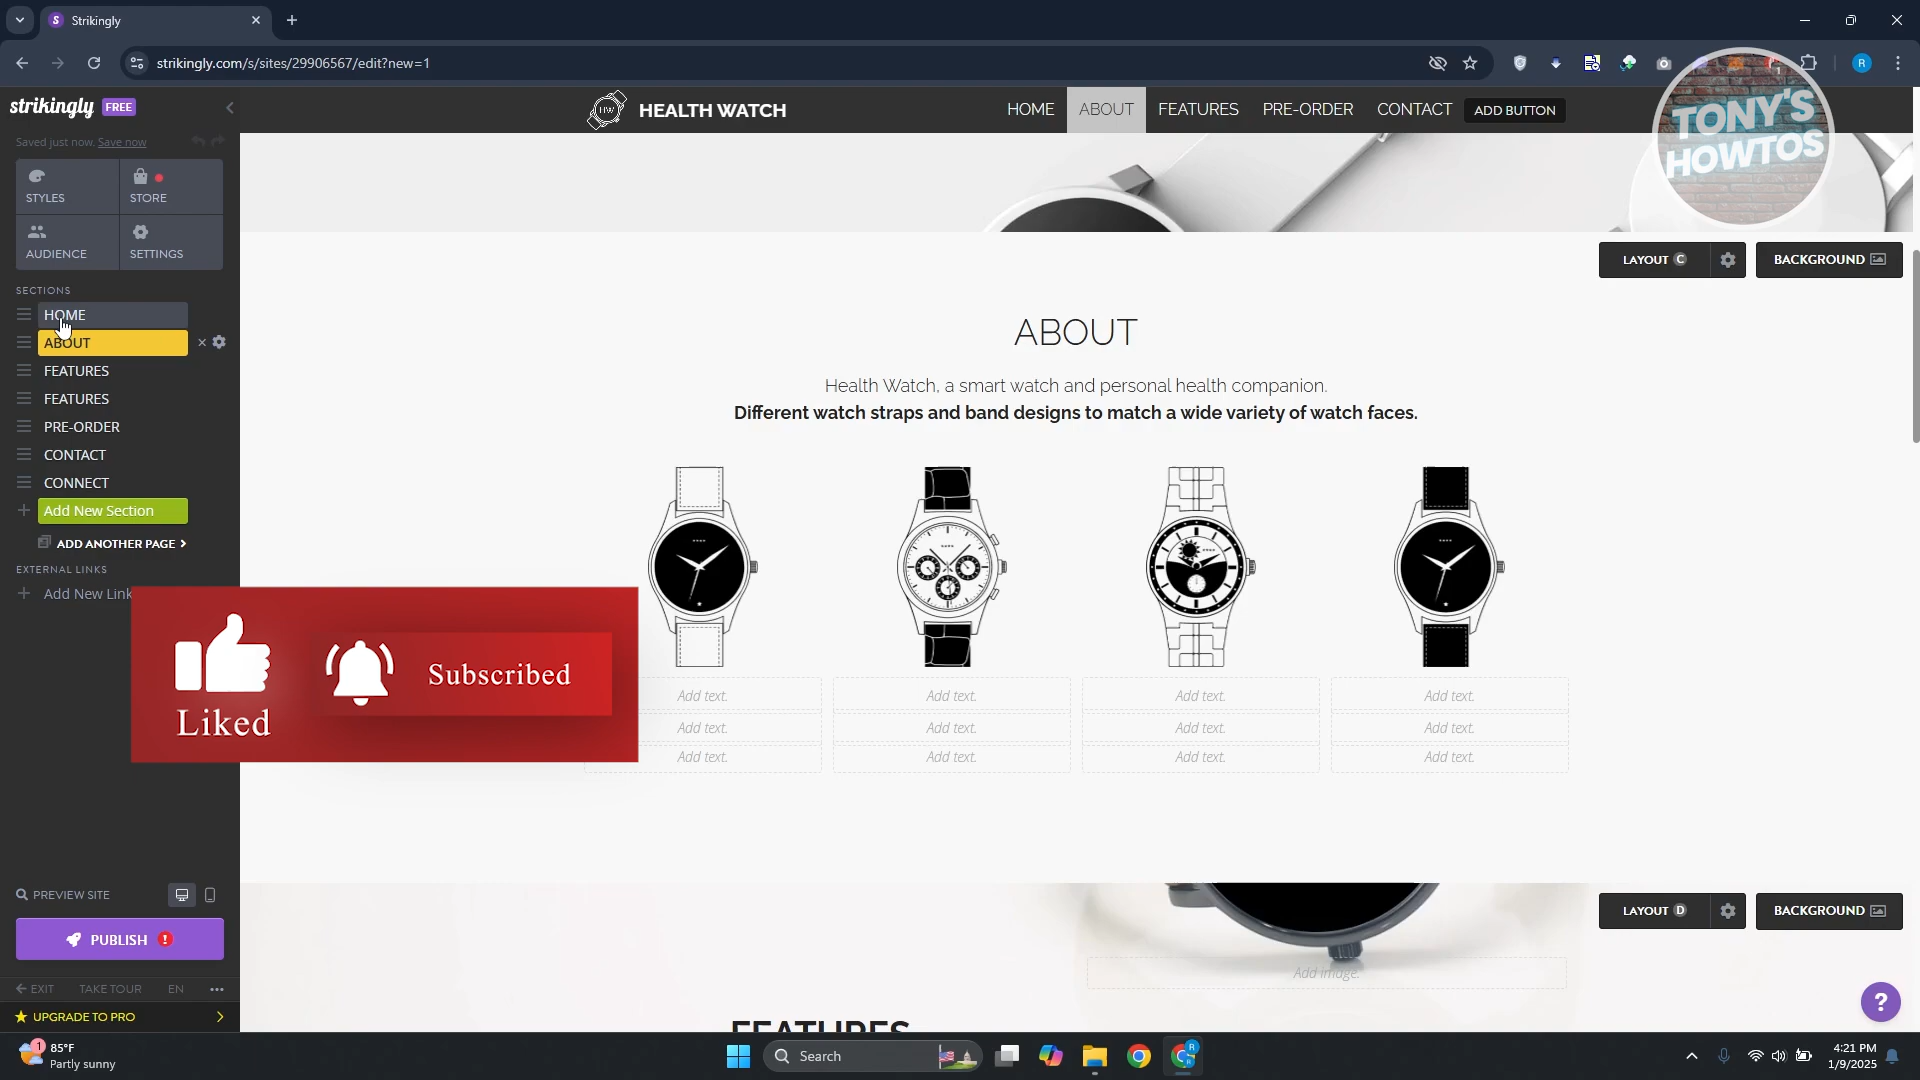 Strikingly
strikingly.com/s/sites/29906567/edit?new=1
R
strikingly FREE
HW HEALTH WATCH
HOME ABOUT FEATURES PRE-ORDER CONTACT ADD BUTTON
TONY'S
HOWTOS
Saved just now. Save now
STYLES
STORE
AUDIENCE
SETTINGS
SECTIONS
HOME
ABOUT
FEATURES
FEATURES
PRE-ORDER
CONTACT
CONNECT
Add New Section
ADD ANOTHER PAGE
EXTERNAL LINKS
Add New Link
LAYOUT C
BACKGROUND
ABOUT
Health Watch, a smart watch and personal health companion.
Different watch straps and band designs to match a wide variety of watch faces.
Liked
Subscribed
Add text. Add text. Add text. Add text.
Add text. Add text. Add text. Add text.
Add text. Add text. Add text. Add text.
LAYOUT D
BACKGROUND
Add image.
FEATURES
PREVIEW SITE
PUBLISH !
EXIT TAKE TOUR EN
UPGRADE TO PRO
?
1
85°F
Partly sunny
Search
R
4:21 PM
1/9/2025